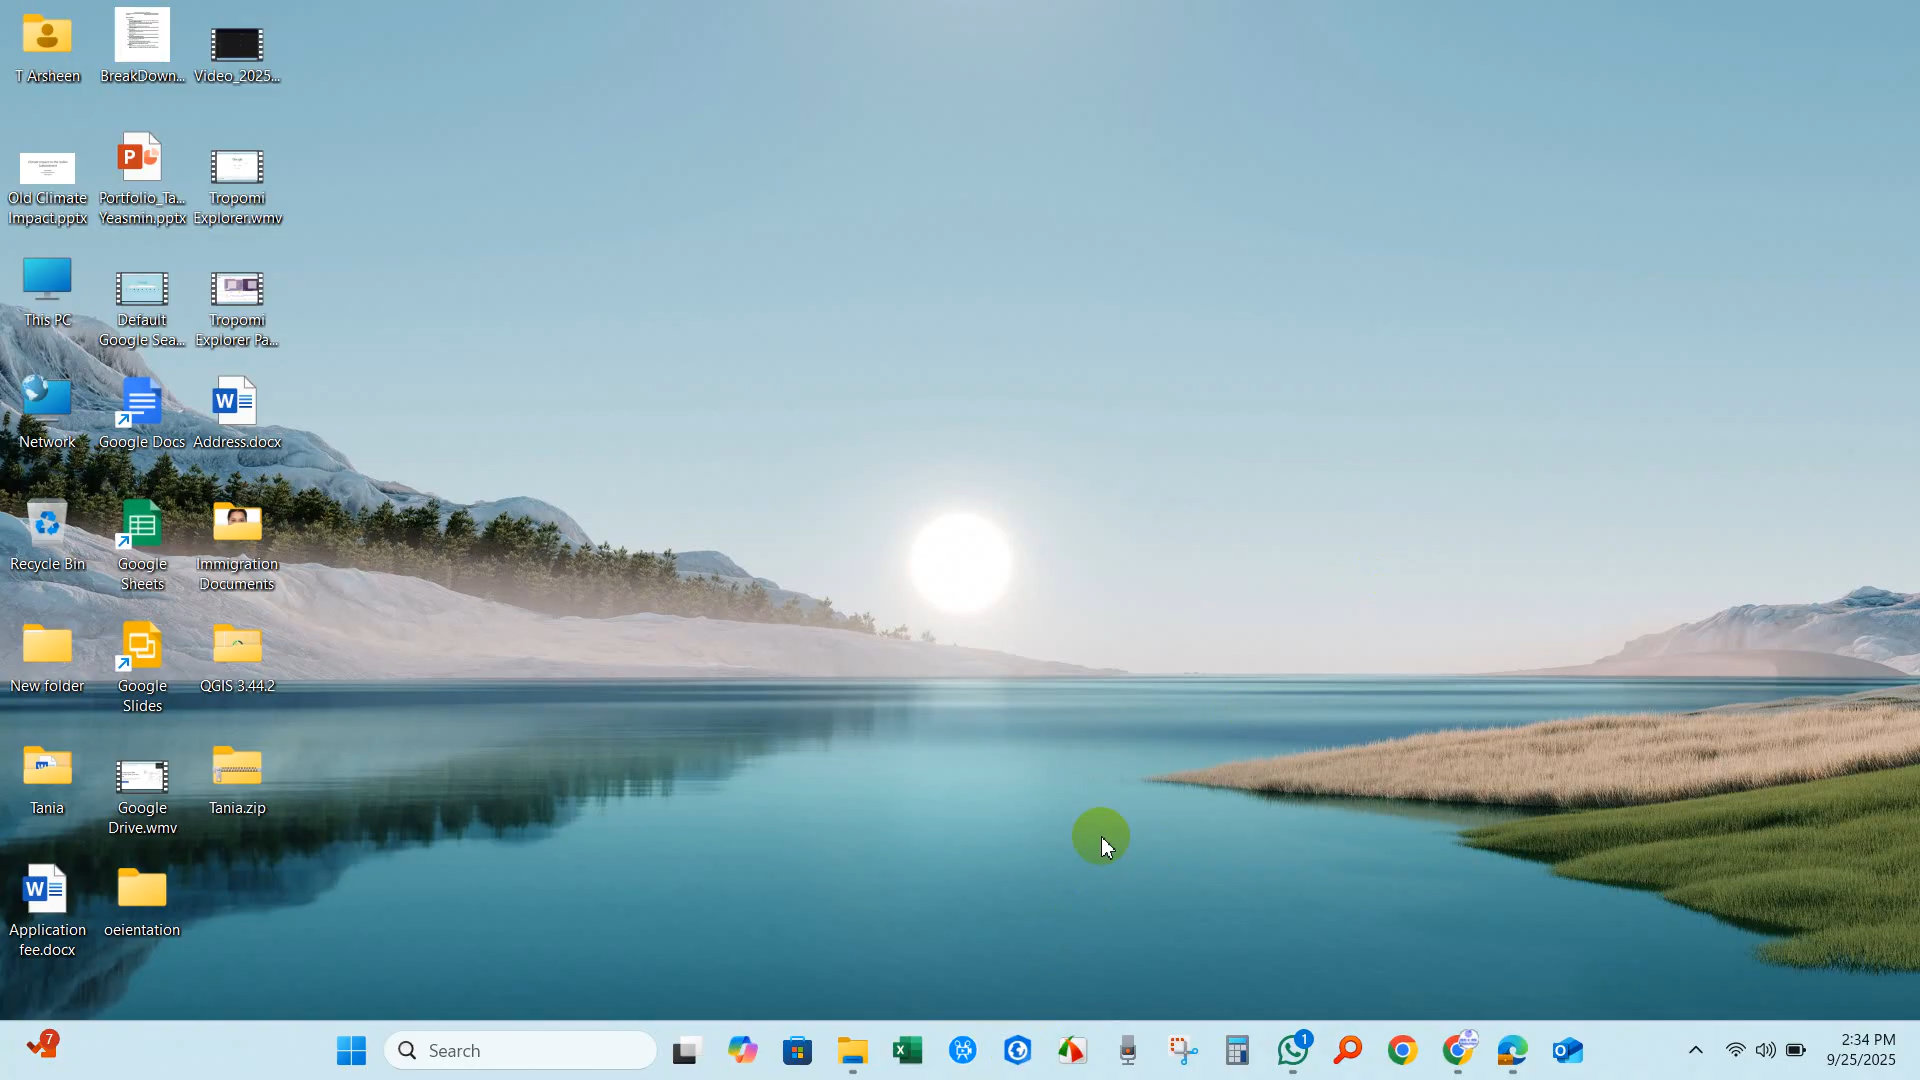 T Arsheen
BreakDown...
Video_2025...
Old Climate
Impact.pptx
Portfolio_Ta...
Yeasmin.pptx
Tropomi
Explorer.wmv
This PC
Default
Google Sea...
Tropomi
Explorer Pa...
Network
Google Docs
Address.docx
Recycle Bin
Google
Sheets
Immigration
Documents
New folder
Google
Slides
QGIS 3.44.2
Tania
Google
Drive.wmv
Tania.zip
Application
fee.docx
oeientation
7
Search
1
2:34 PM
9/25/2025